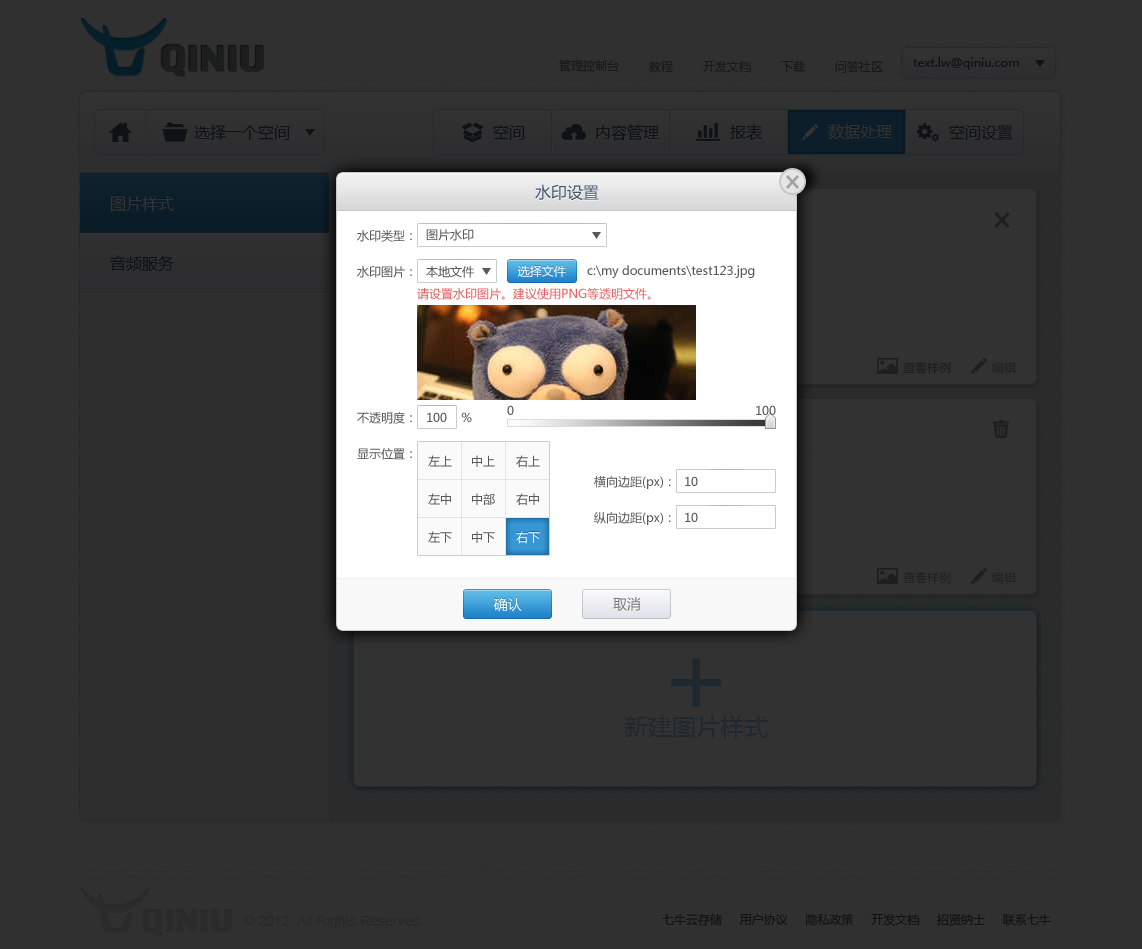 QINIU
管理控制台 教程 开发文档 下载 问答社区 text.lw@qiniu.com
选择一个空间 空间 内容管理 报表 数据处理 空间设置
水印设置
图片样式
音频服务
水印类型： 图片水印
水印图片： 本地文件 选择文件 c:\my documents\test123.jpg
请设置水印图片。建议使用PNG等透明文件。
不透明度： 100 % 0 100
显示位置：
左上 中上 右上
左中 中部 右中
左下 中下 右下
横向边距(px)： 10
纵向边距(px)： 10
确认 取消
查看样例 编辑
查看样例 编辑
新建图片样式
QINIU © 2012. All Rights Reserved.
七牛云存储 用户协议 隐私政策 开发文档 招贤纳士 联系七牛